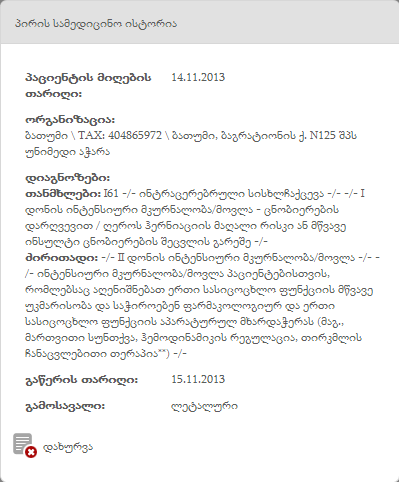 პირის სამედიცინო ისტორია
პაციენტის მიღების თარიღი: 14.11.2013
ორგანიზაცია:
ბათუმი \ TAX: 404865972 \ ბათუმი, ბაგრატიონის ქ. N125 შპს
უნიმედი აჭარა
დიაგნოზები:
თანმხლები: I61 -/- ინტრაცერებრული სისხლჩაქცევა -/- -/- I
დონის ინტენსიური მკურნალობა/მოვლა - ცნობიერების
დარღვევით / ღეროს ჰერნიაციის მაღალი რისკი ან მწვავე
ინსულტი ცნობიერების შეცვლის გარეშე -/-
ძირითადი: -/- II დონის ინტენსიური მკურნალობა/მოვლა -/- -
/- ინტენსიური მკურნალობა/მოვლა პაციენტებისთვის,
რომლებსაც აღენიშნებათ ერთი სასიცოცხლო ფუნქციის მწვავე
უკმარისობა და საჭიროებენ ფარმაკოლოგიურ და ერთი
სასიცოცხლო ფუნქციის აპარატურულ მხარდაჭერას (მაგ.,
მართვითი სუნთქვა, ჰემოდინამიკის რეგულაცია, თირკმლის
ჩანაცვლებითი თერაპია**) -/-
გაწერის თარიღი: 15.11.2013
გამოსავალი: ლეტალური
დახურვა